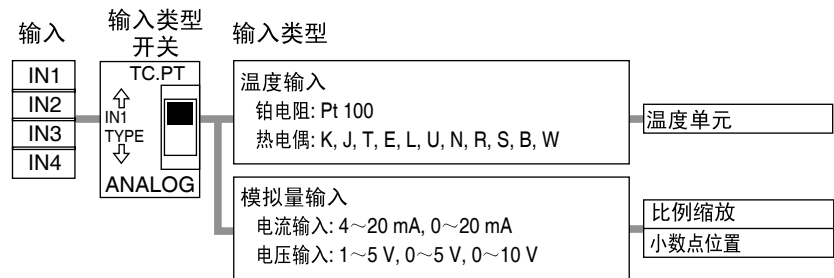 输入
输入类型
开关
输入类型
IN1
IN2
IN3
IN4
TC.PT
IN1
TYPE
ANALOG
温度输入
铂电阻: Pt 100
热电偶: K, J, T, E, L, U, N, R, S, B, W
温度单元
模拟量输入
电流输入: 4～20 mA, 0～20 mA
电压输入: 1～5 V, 0～5 V, 0～10 V
比例缩放
小数点位置